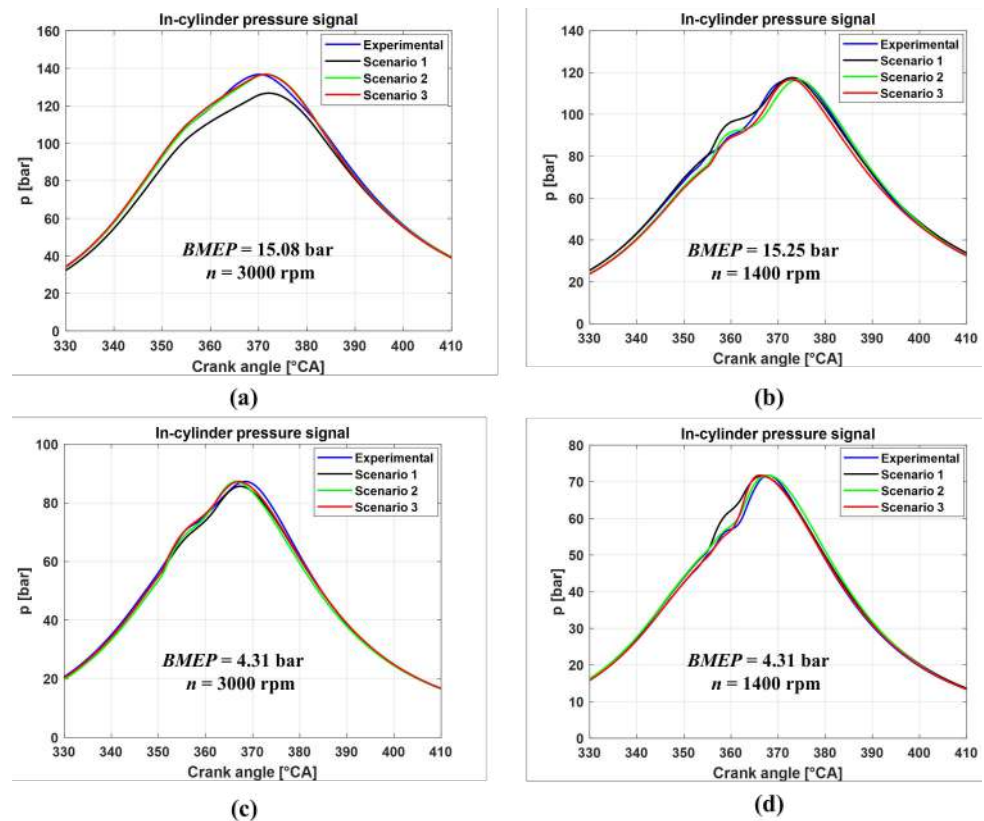 In-cylinder pressure signal
160
140
120
100
80
60
40
20
0
p [bar]
Experimental
Scenario 1
Scenario 2
Scenario 3
BMEP = 15.08 bar
n = 3000 rpm
330 340 350 360 370 380 390 400 410
Crank angle [°CA]
(a)
In-cylinder pressure signal
140
120
100
80
60
40
20
0
p [bar]
Experimental
Scenario 1
Scenario 2
Scenario 3
BMEP = 15.25 bar
n = 1400 rpm
330 340 350 360 370 380 390 400 410
Crank angle [°CA]
(b)
In-cylinder pressure signal
100
80
60
40
20
0
p [bar]
Experimental
Scenario 1
Scenario 2
Scenario 3
BMEP = 4.31 bar
n = 3000 rpm
330 340 350 360 370 380 390 400 410
Crank angle [°CA]
(c)
In-cylinder pressure signal
80
70
60
50
40
30
20
10
0
p [bar]
Experimental
Scenario 1
Scenario 2
Scenario 3
BMEP = 4.31 bar
n = 1400 rpm
330 340 350 360 370 380 390 400 410
Crank angle [°CA]
(d)